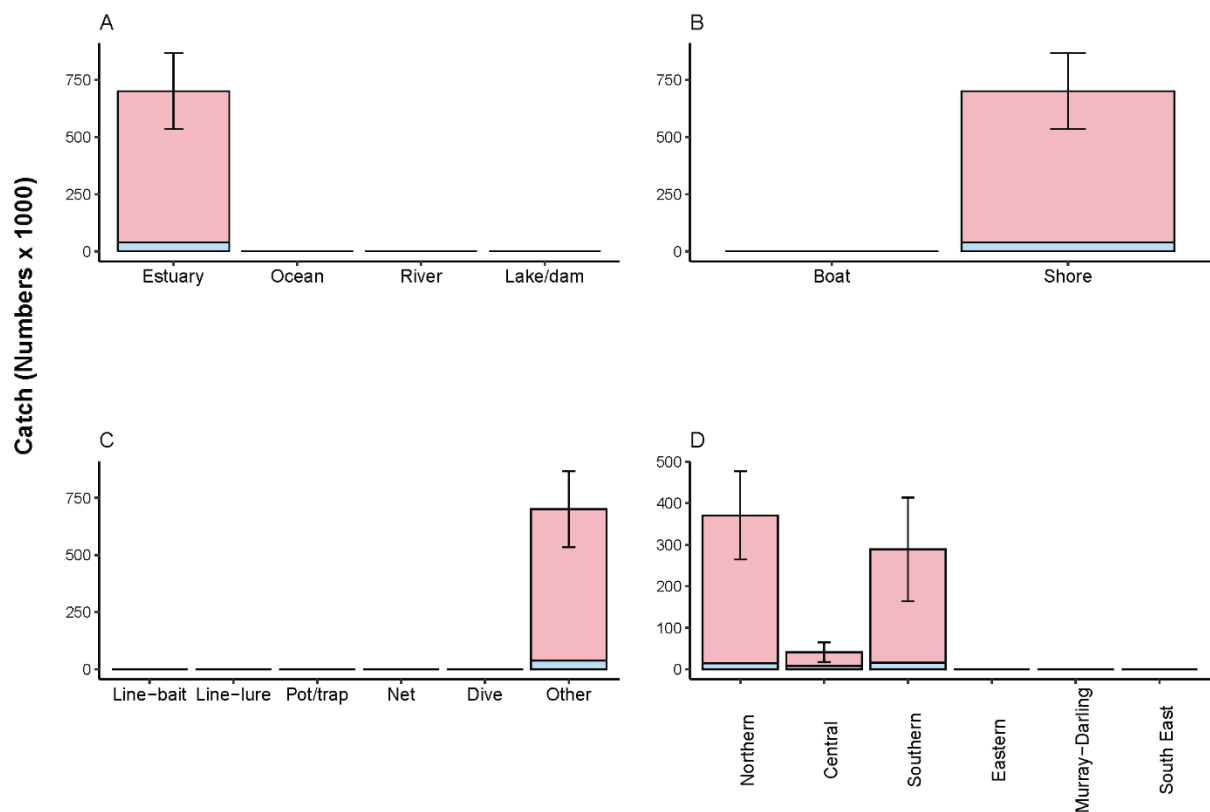 Catch (Numbers x 1000)
A
750
500
250
0
Estuary Ocean River Lake/dam
B
750
500
250
0
Boat Shore
C
750
500
250
0
Line−bait Line−lure Pot/trap Net Dive Other
D
500
400
300
200
100
0
Northern
Central
Southern
Eastern
Murray−Darling
South East